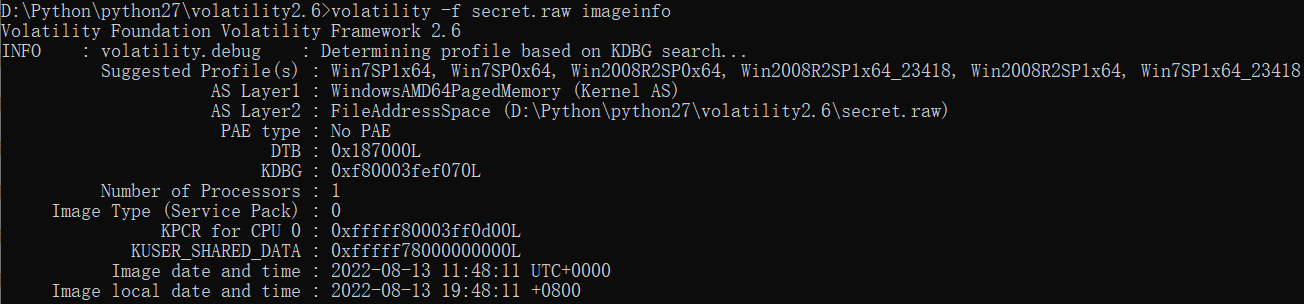 D:\Python\python27\volatility2.6>volatility -f secret.raw imageinfo
Volatility Foundation Volatility Framework 2.6
INFO    : volatility.debug    : Determining profile based on KDBG search...
Suggested Profile(s) : Win7SP1x64, Win7SP0x64, Win2008R2SP0x64, Win2008R2SP1x64_23418, Win2008R2SP1x64, Win7SP1x64_23418
AS Layer1 : WindowsAMD64PagedMemory (Kernel AS)
AS Layer2 : FileAddressSpace (D:\Python\python27\volatility2.6\secret.raw)
PAE type : No PAE
DTB : 0x187000L
KDBG : 0xf80003fef070L
Number of Processors : 1
Image Type (Service Pack) : 0
KPCR for CPU 0 : 0xfffff80003ff0d00L
KUSER_SHARED_DATA : 0xfffff78000000000L
Image date and time : 2022-08-13 11:48:11 UTC+0000
Image local date and time : 2022-08-13 19:48:11 +0800